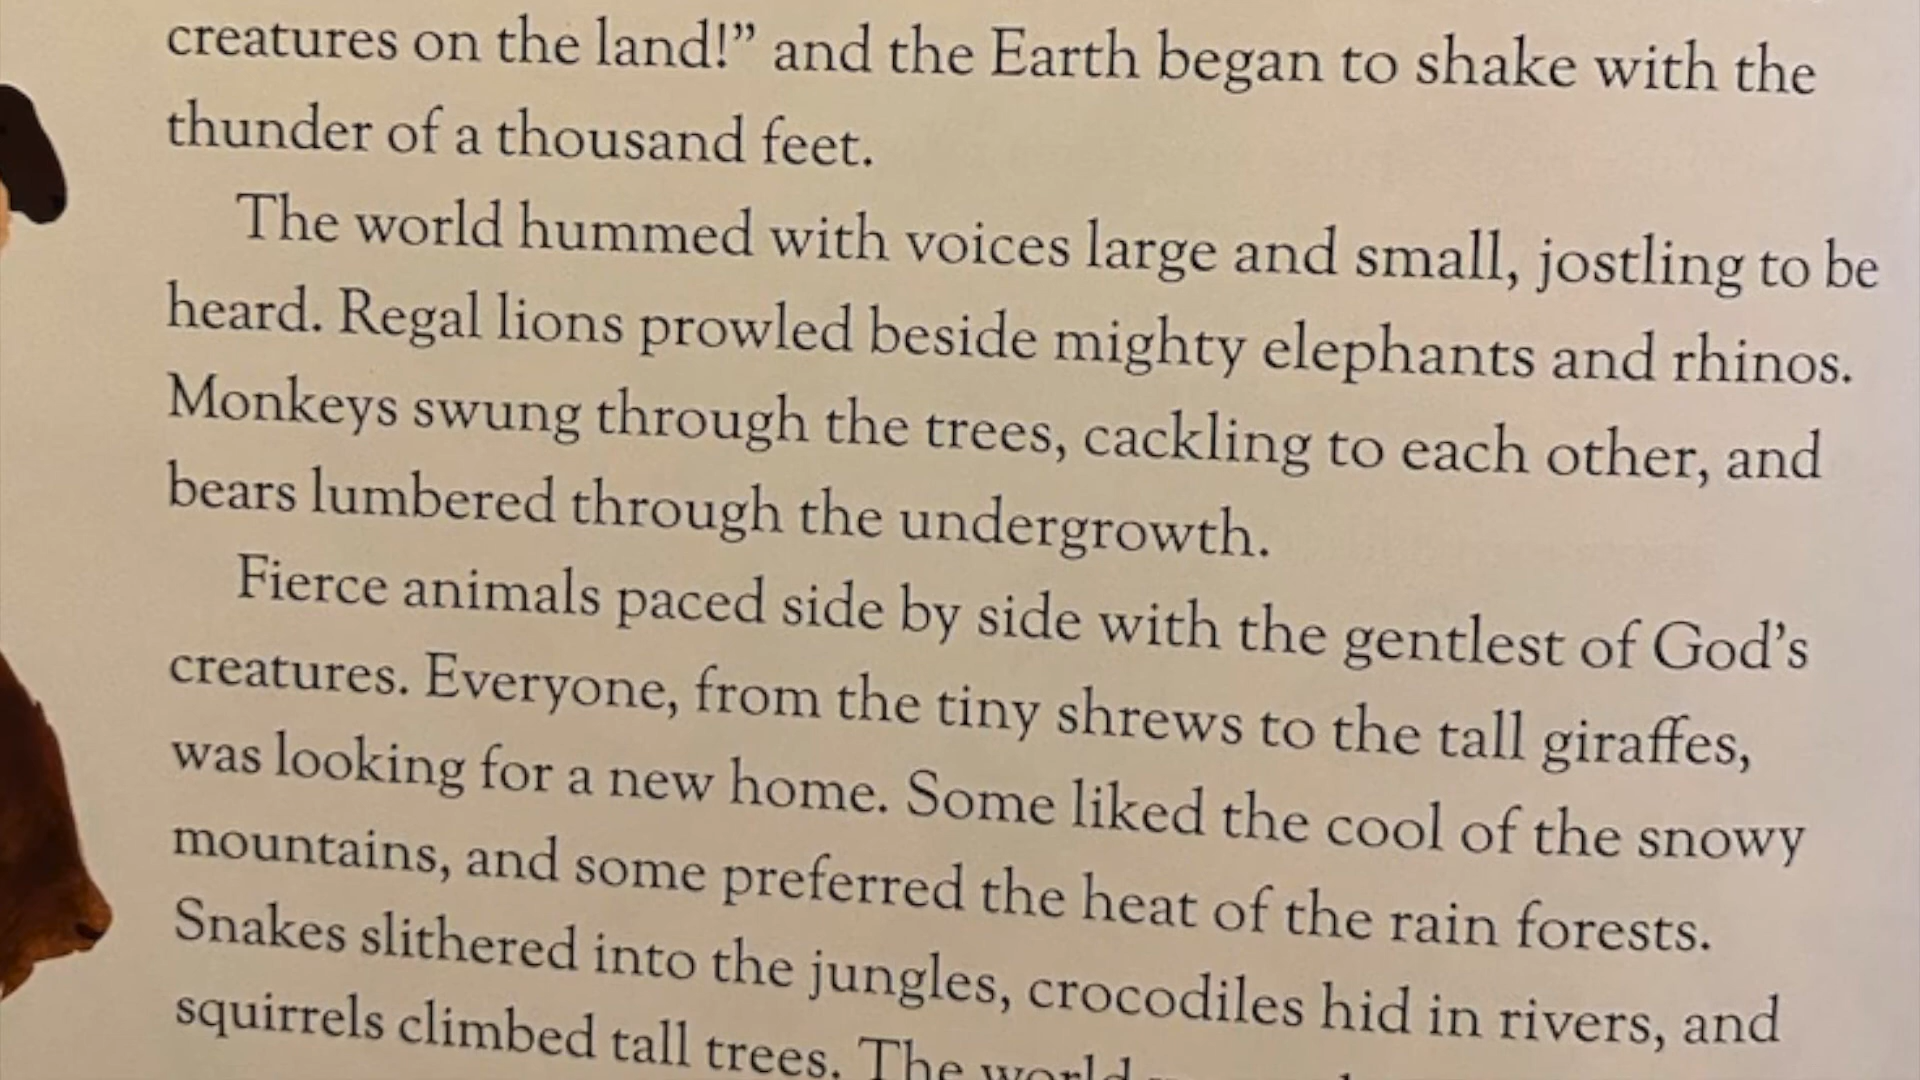 creatures on the land!” and the Earth began to shake with the
thunder of a thousand feet.
The world hummed with voices large and small, jostling to be
heard. Regal lions prowled beside mighty elephants and rhinos.
Monkeys swung through the trees, cackling to each other, and
bears lumbered through the undergrowth.
Fierce animals paced side by side with the gentlest of God’s
creatures. Everyone, from the tiny shrews to the tall giraffes,
was looking for a new home. Some liked the cool of the snowy
mountains, and some preferred the heat of the rain forests.
Snakes slithered into the jungles, crocodiles hid in rivers, and
squirrels climbed tall trees. The world